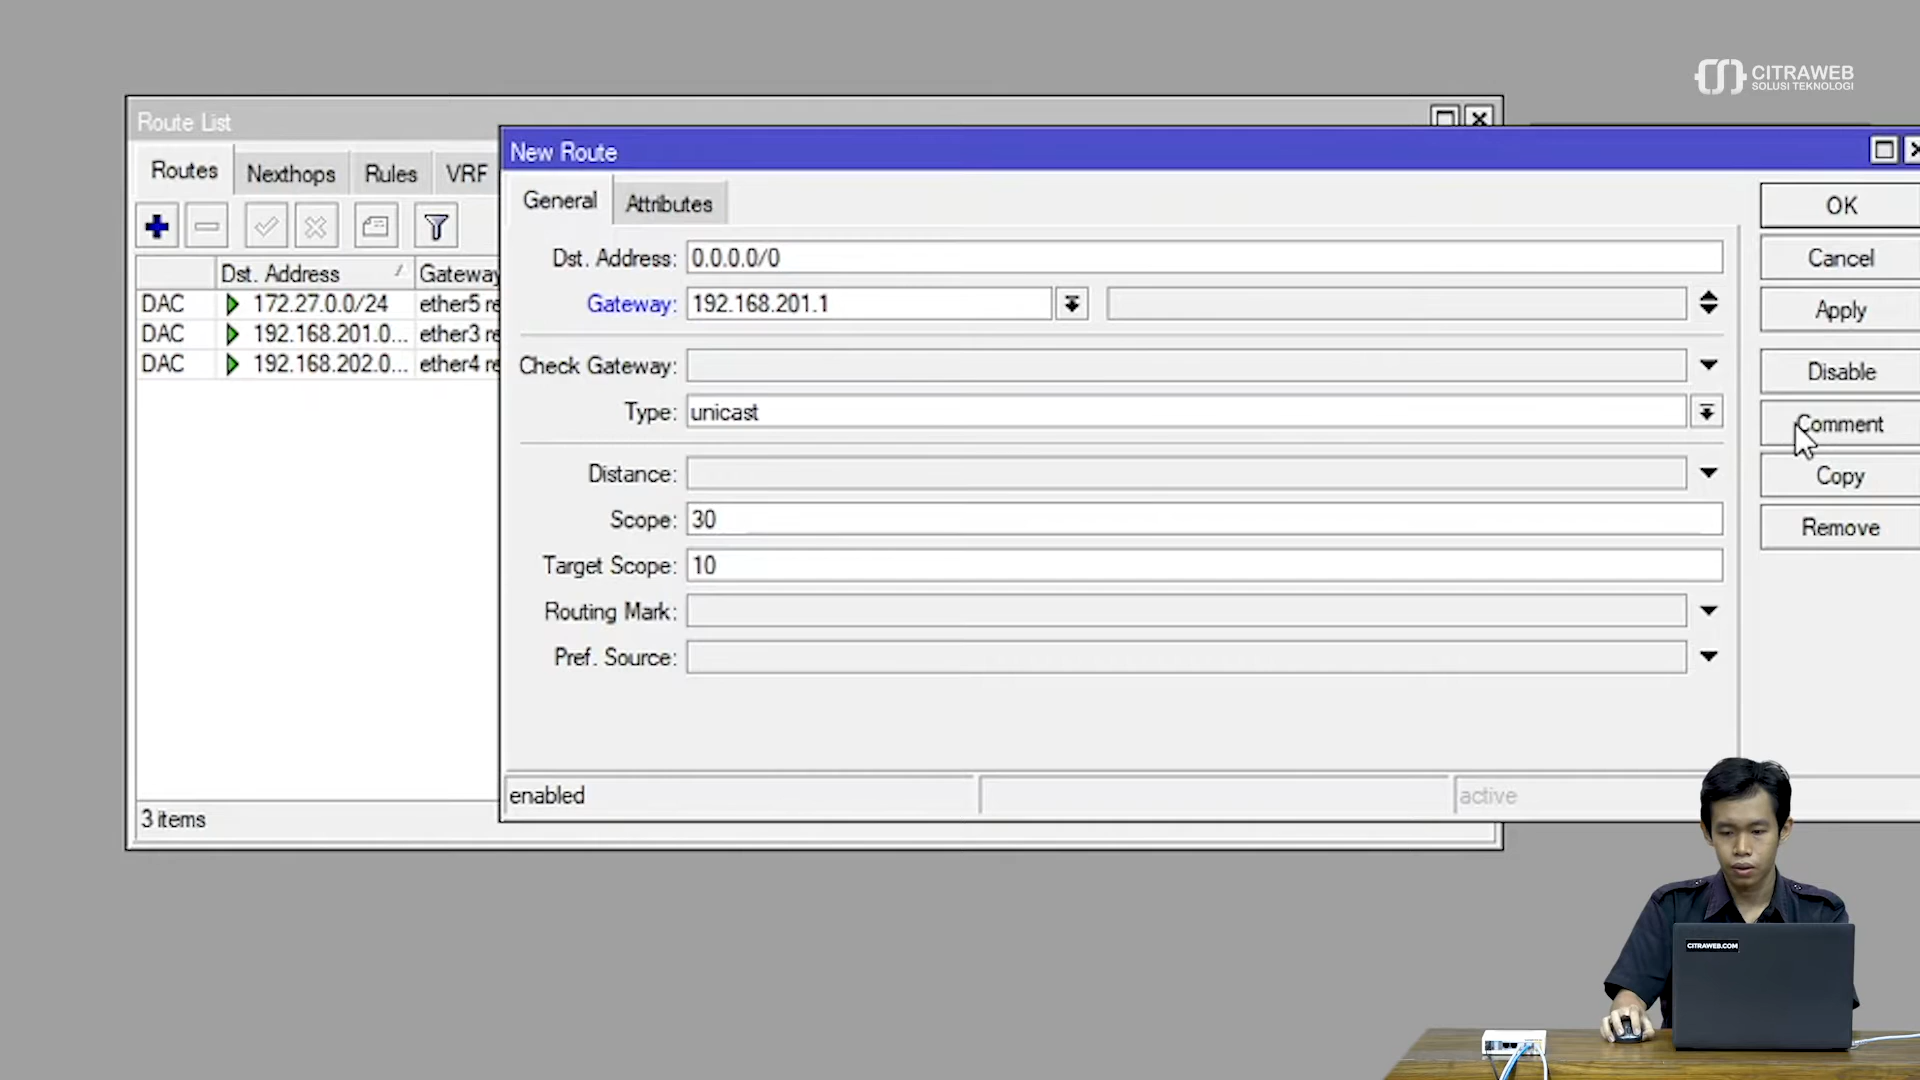 CITRAWEB
SOLUSI TEKNOLOGI
Route List
Routes Nexthops Rules VRF
Dst. Address Gateway
DAC 172.27.0.0/24 ether5 re
DAC 192.168.201.0... ether3 re
DAC 192.168.202.0... ether4 re
3 items
New Route
General Attributes
Dst. Address: 0.0.0.0/0
Gateway: 192.168.201.1
Check Gateway:
Type: unicast
Distance:
Scope: 30
Target Scope: 10
Routing Mark:
Pref. Source:
enabled active
OK
Cancel
Apply
Disable
Comment
Copy
Remove
CITRAWEB.COM